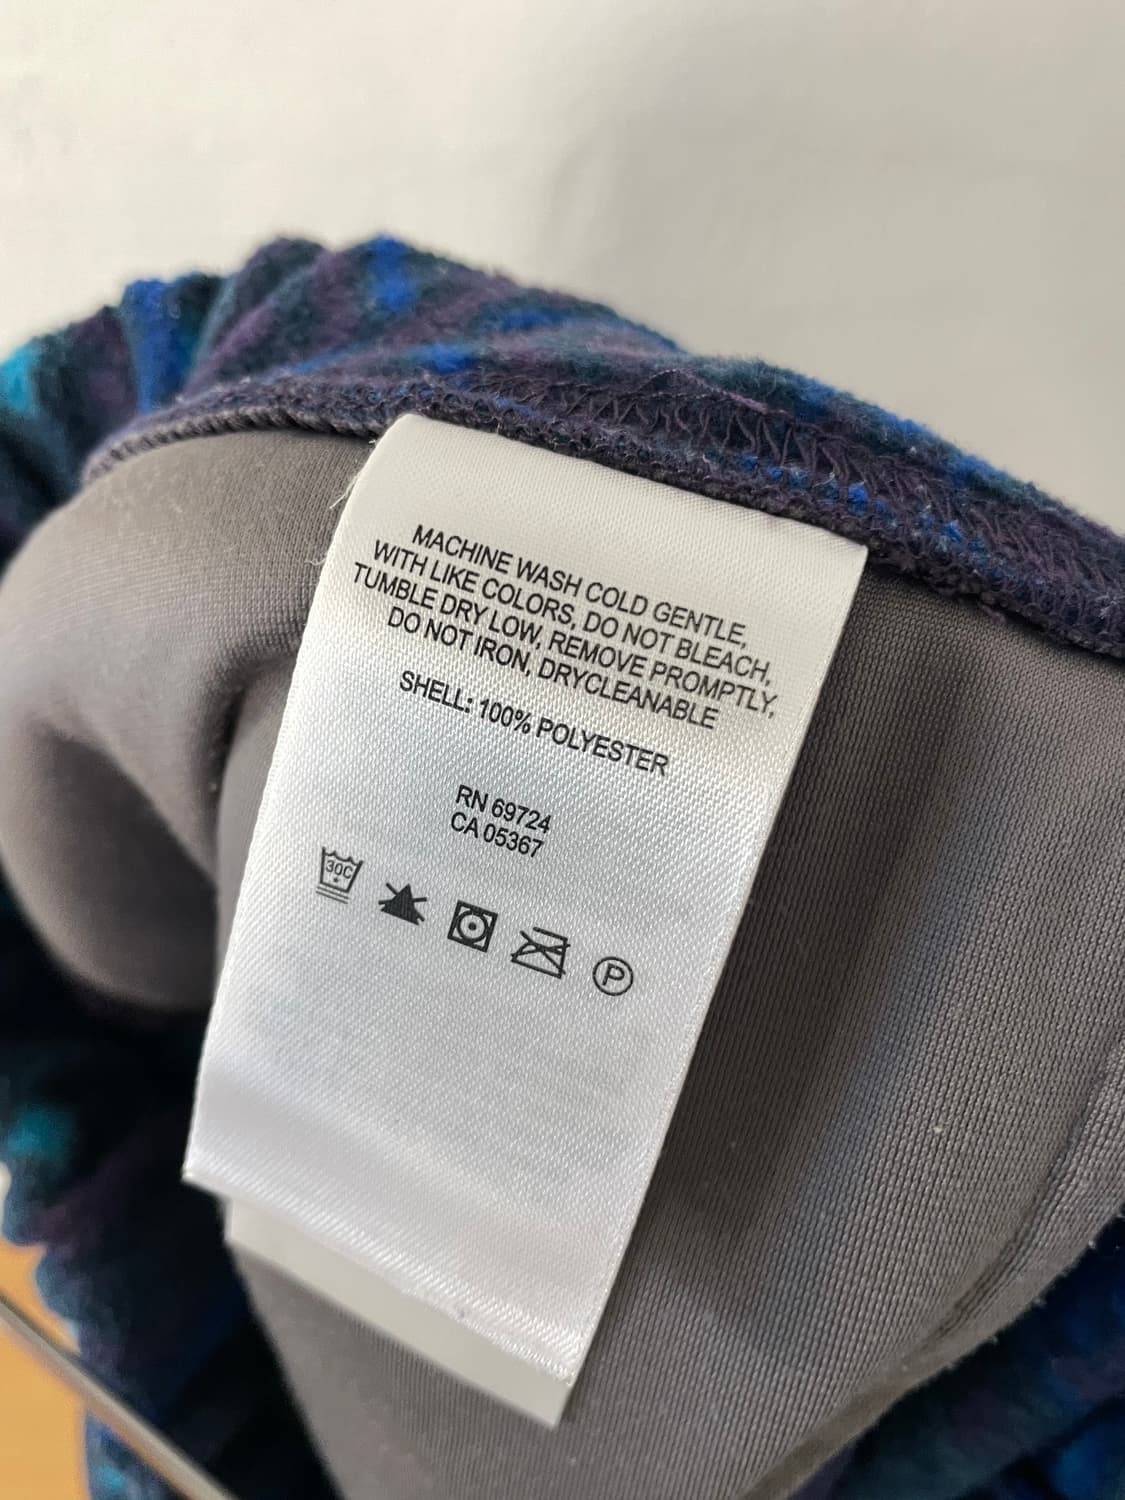 MACHINE WASH COLD GENTLE,
WITH LIKE COLORS, DO NOT BLEACH,
TUMBLE DRY LOW, REMOVE PROMPTLY,
DO NOT IRON, DRYCLEANABLE
SHELL: 100% POLYESTER
RN 69724
CA 05367
30C
P